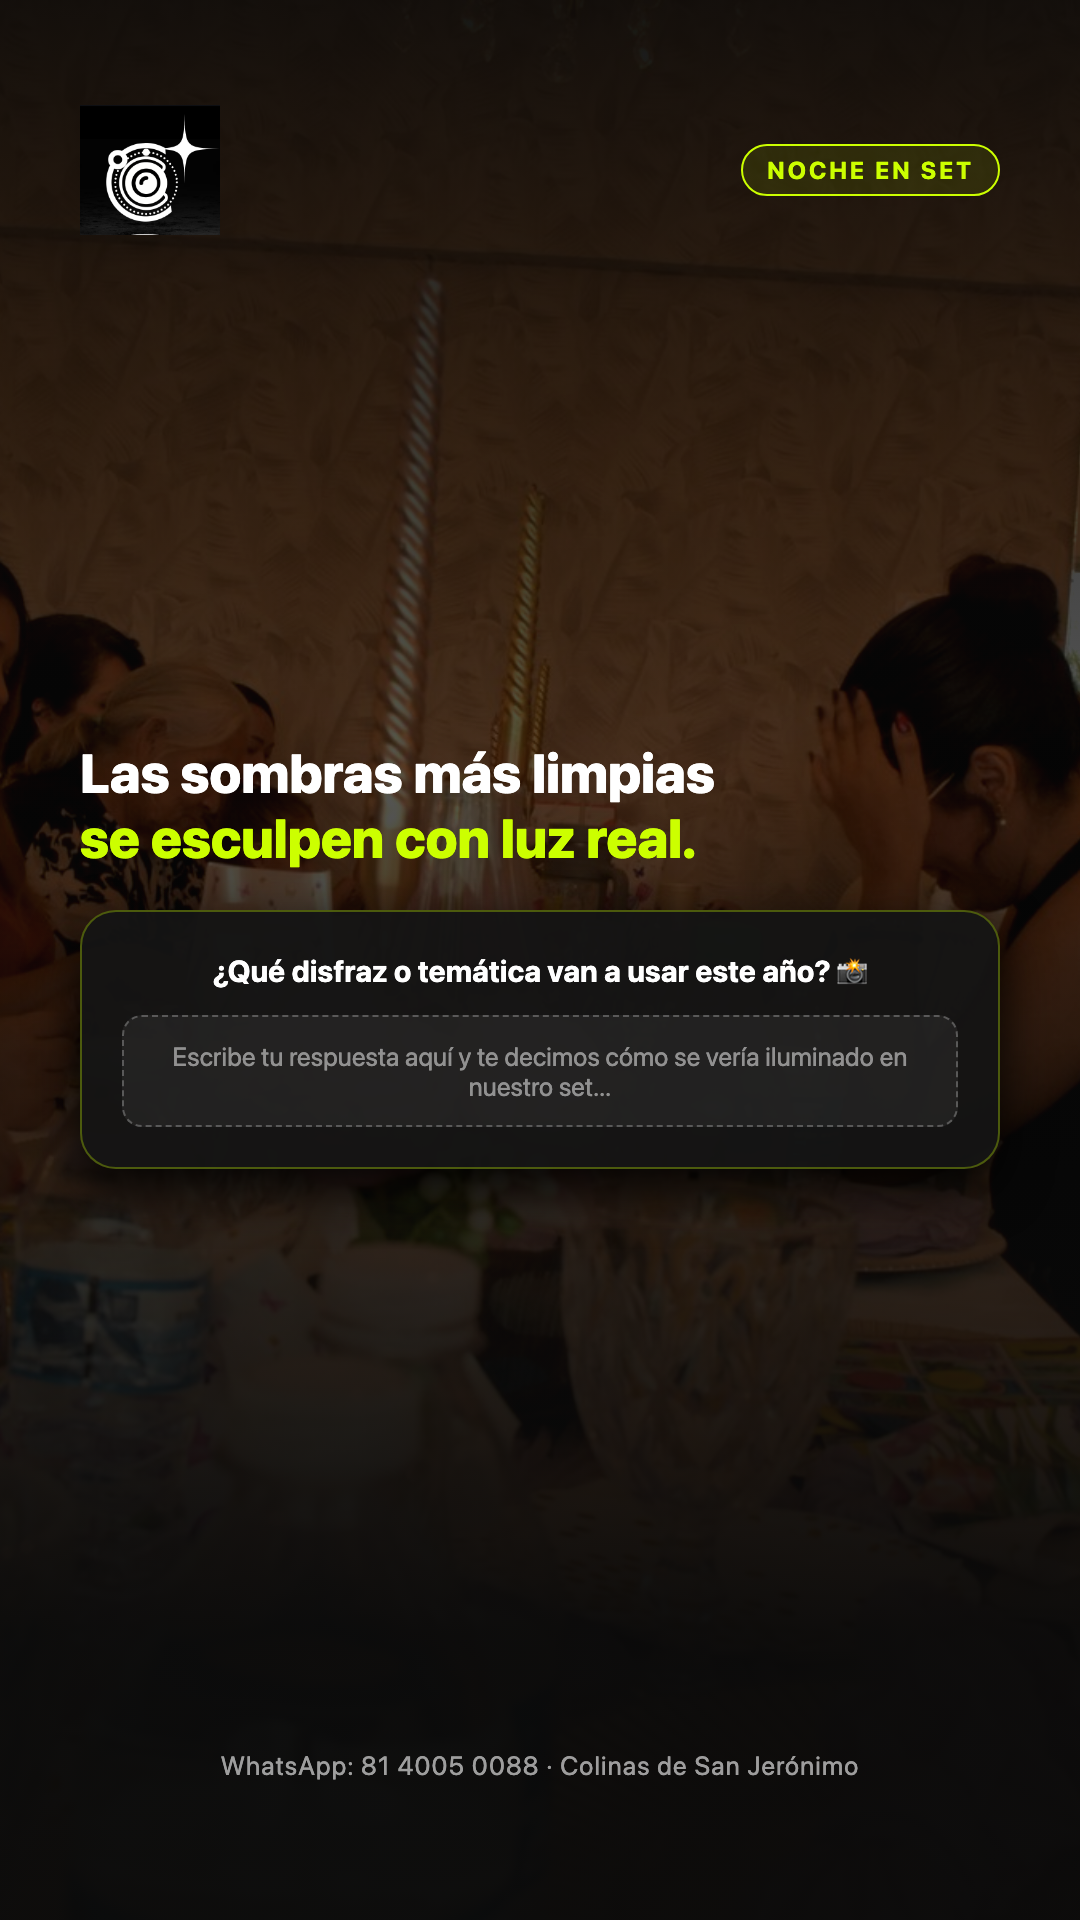 NOCHE EN SET
Las sombras más limpias
se esculpen con luz real.
¿Qué disfraz o temática van a usar este año? 📸
Escribe tu respuesta aquí y te decimos cómo se vería iluminado en
nuestro set...
WhatsApp: 81 4005 0088 · Colinas de San Jerónimo